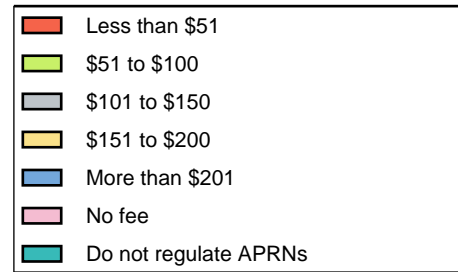 Less than $51
$51 to $100
$101 to $150
$151 to $200
More than $201
No fee
Do not regulate APRNs